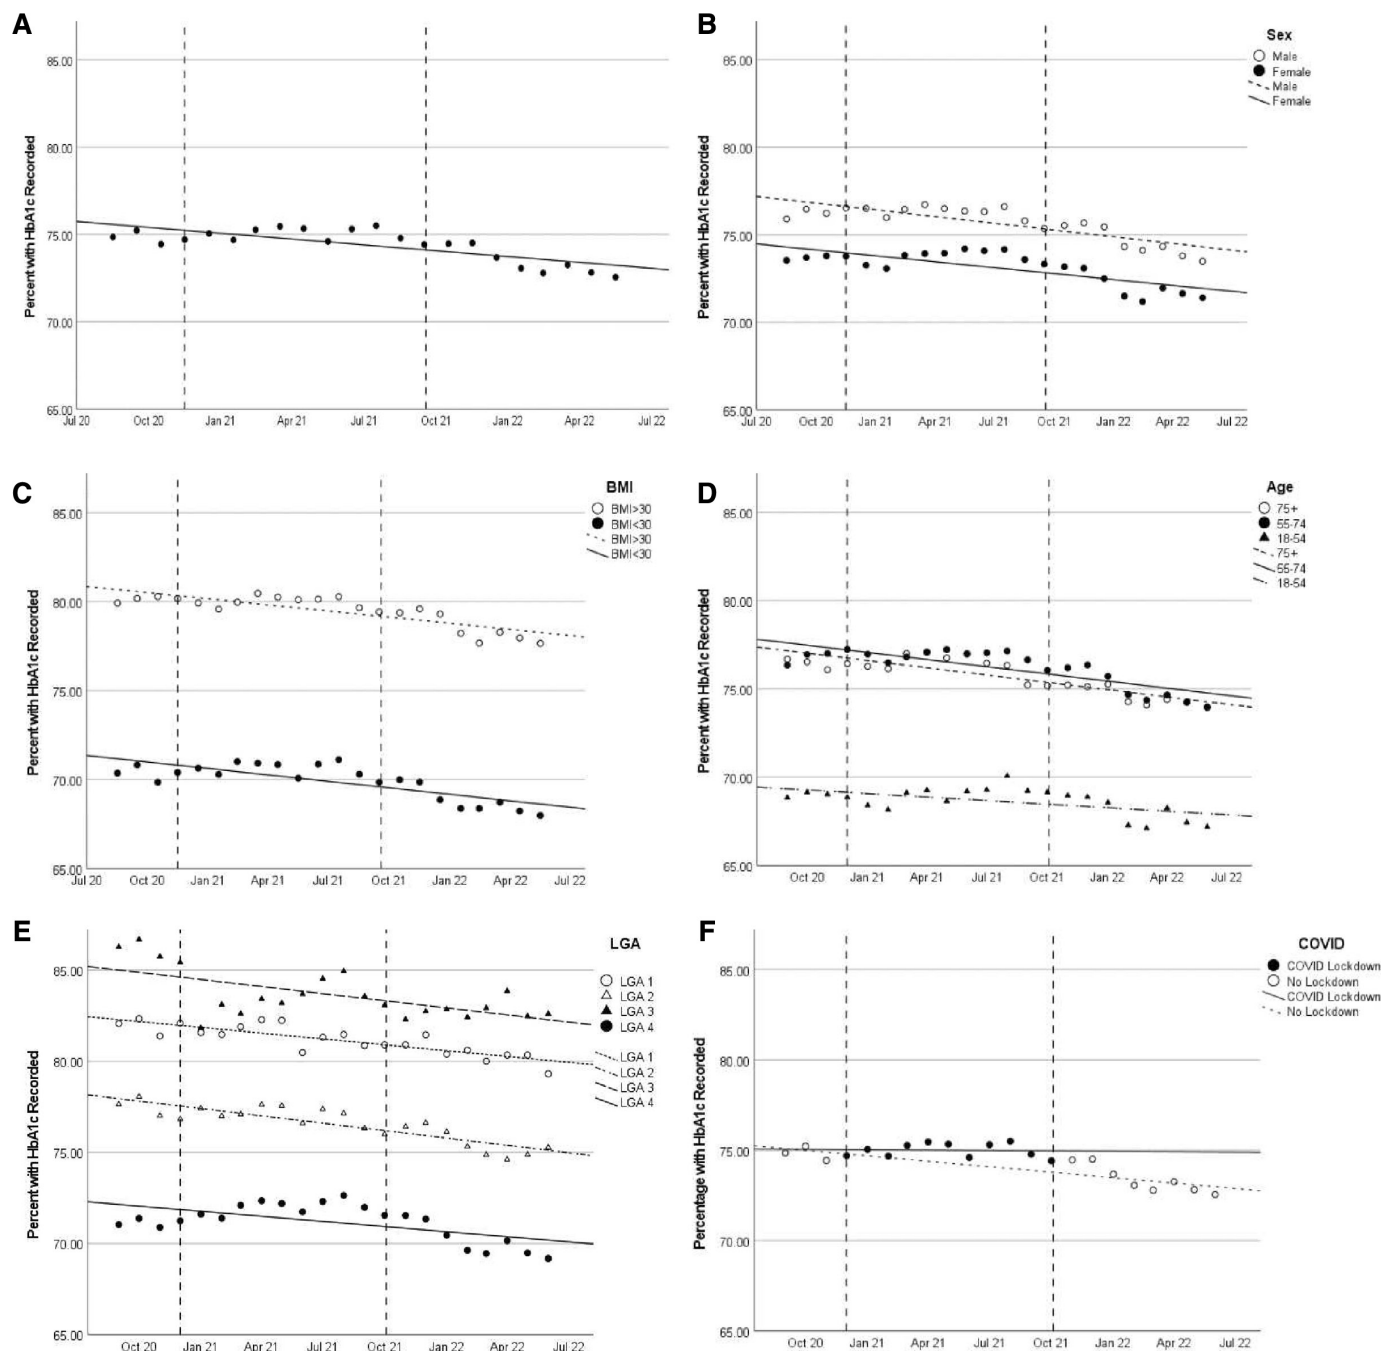 A
Percent with HbA1c Recorded
85.00
80.00
75.00
70.00
65.00
Jul 20 Oct 20 Jan 21 Apr 21 Jul 21 Oct 21 Jan 22 Apr 22 Jul 22
B
Percent with HbA1c Recorded
85.00
80.00
75.00
70.00
65.00
Jul 20 Oct 20 Jan 21 Apr 21 Jul 21 Oct 21 Jan 22 Apr 22 Jul 22
Sex
Male
Female
Male
Female
C
Percent with HbA1c Recorded
85.00
80.00
75.00
70.00
65.00
Jul 20 Oct 20 Jan 21 Apr 21 Jul 21 Oct 21 Jan 22 Apr 22 Jul 22
BMI
BMI>30
BMI<30
BMI>30
BMI<30
D
Percent with HbA1c Recorded
85.00
80.00
75.00
70.00
65.00
Oct 20 Jan 21 Apr 21 Jul 21 Oct 21 Jan 22 Apr 22 Jul 22
Age
75+
55-74
18-54
75+
55-74
18-54
E
Percent with HbA1c Recorded
85.00
80.00
75.00
70.00
65.00
Oct 20 Jan 21 Apr 21 Jul 21 Oct 21 Jan 22 Apr 22 Jul 22
LGA
LGA 1
LGA 2
LGA 3
LGA 4
LGA 1
LGA 2
LGA 3
LGA 4
F
Percentage with HbA1c Recorded
85.00
80.00
75.00
70.00
65.00
Oct 20 Jan 21 Apr 21 Jul 21 Oct 21 Jan 22 Apr 22 Jul 22
COVID
COVID Lockdown
No Lockdown
COVID Lockdown
No Lockdown